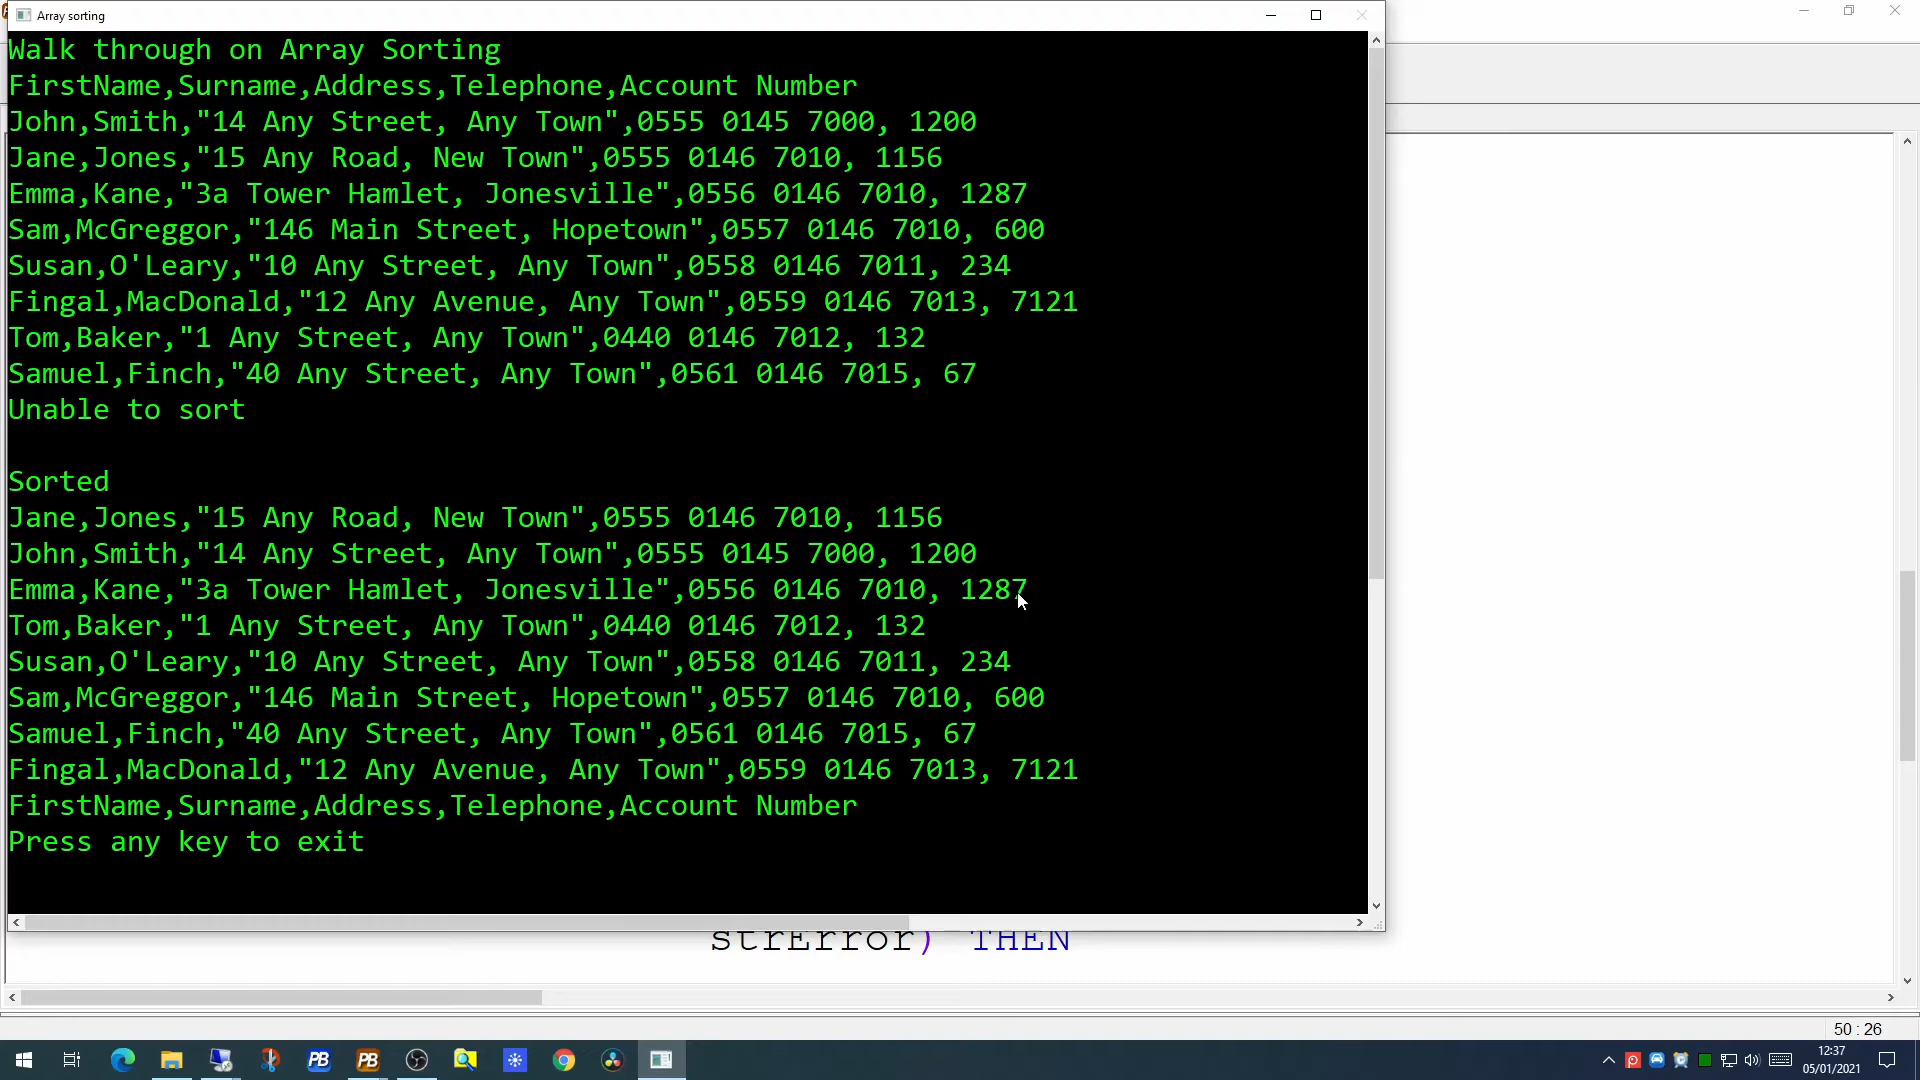 Array sorting
Walk through on Array Sorting
FirstName,Surname,Address,Telephone,Account Number
John,Smith,"14 Any Street, Any Town",0555 0145 7000, 1200
Jane,Jones,"15 Any Road, New Town",0555 0146 7010, 1156
Emma,Kane,"3a Tower Hamlet, Jonesville",0556 0146 7010, 1287
Sam,McGreggor,"146 Main Street, Hopetown",0557 0146 7010, 600
Susan,O'Leary,"10 Any Street, Any Town",0558 0146 7011, 234
Fingal,MacDonald,"12 Any Avenue, Any Town",0559 0146 7013, 7121
Tom,Baker,"1 Any Street, Any Town",0440 0146 7012, 132
Samuel,Finch,"40 Any Street, Any Town",0561 0146 7015, 67
Unable to sort
Sorted
Jane,Jones,"15 Any Road, New Town",0555 0146 7010, 1156
John,Smith,"14 Any Street, Any Town",0555 0145 7000, 1200
Emma,Kane,"3a Tower Hamlet, Jonesville",0556 0146 7010, 1287
Tom,Baker,"1 Any Street, Any Town",0440 0146 7012, 132
Susan,O'Leary,"10 Any Street, Any Town",0558 0146 7011, 234
Sam,McGreggor,"146 Main Street, Hopetown",0557 0146 7010, 600
Samuel,Finch,"40 Any Street, Any Town",0561 0146 7015, 67
Fingal,MacDonald,"12 Any Avenue, Any Town",0559 0146 7013, 7121
FirstName,Surname,Address,Telephone,Account Number
Press any key to exit
strError) THEN
50 : 26
PB
PB
12:37
05/01/2021